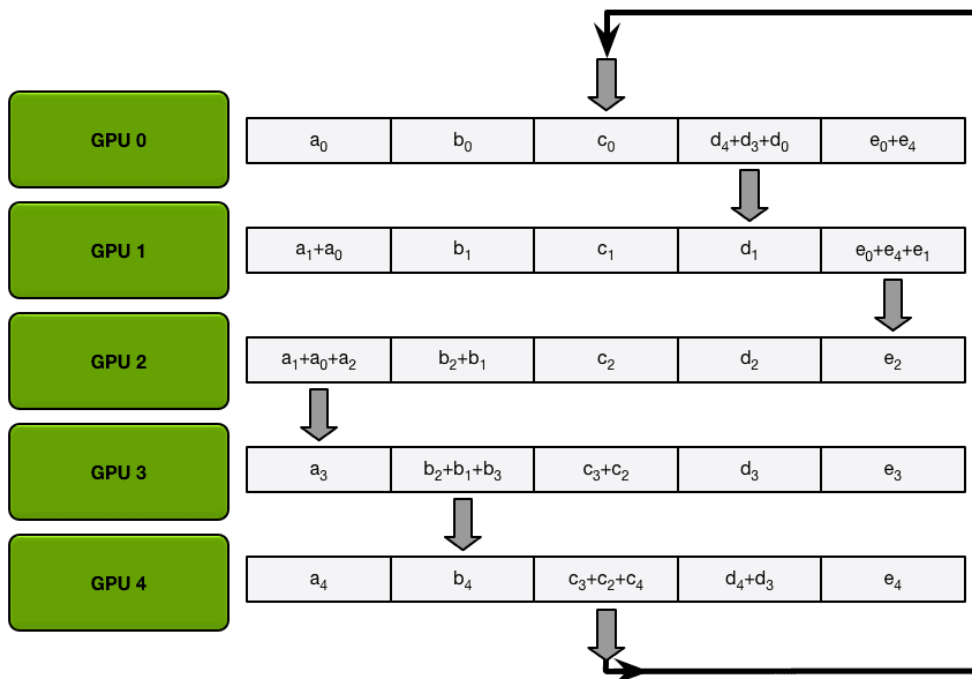 GPU 0 a₀ b₀ c₀ d₄+d₃+d₀ e₀+e₄
GPU 1 a₁+a₀ b₁ c₁ d₁ e₀+e₄+e₁
GPU 2 a₁+a₀+a₂ b₂+b₁ c₂ d₂ e₂
GPU 3 a₃ b₂+b₁+b₃ c₃+c₂ d₃ e₃
GPU 4 a₄ b₄ c₃+c₂+c₄ d₄+d₃ e₄